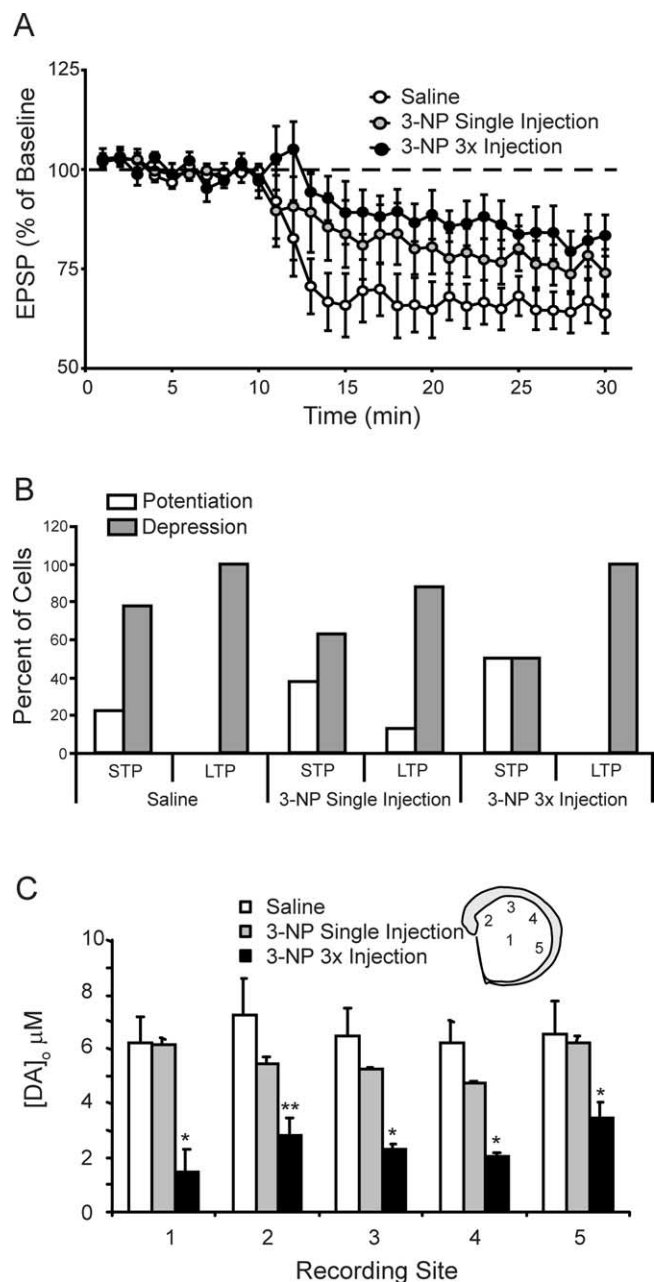 A
125
100
75
50
EPSP (% of Baseline)
Saline
3-NP Single Injection
3-NP 3x Injection
1 5 10 15 20 25 30
Time (min)
B
Potentiation
Depression
120
100
80
60
40
20
0
Percent of Cells
STP LTP STP LTP STP LTP
Saline 3-NP Single Injection 3-NP 3x Injection
C
Saline
3-NP Single Injection
3-NP 3x Injection
3
2 4
1 5
10
8
6
4
2
0
[DA]o µM
* ** * * *
1 2 3 4 5
Recording Site